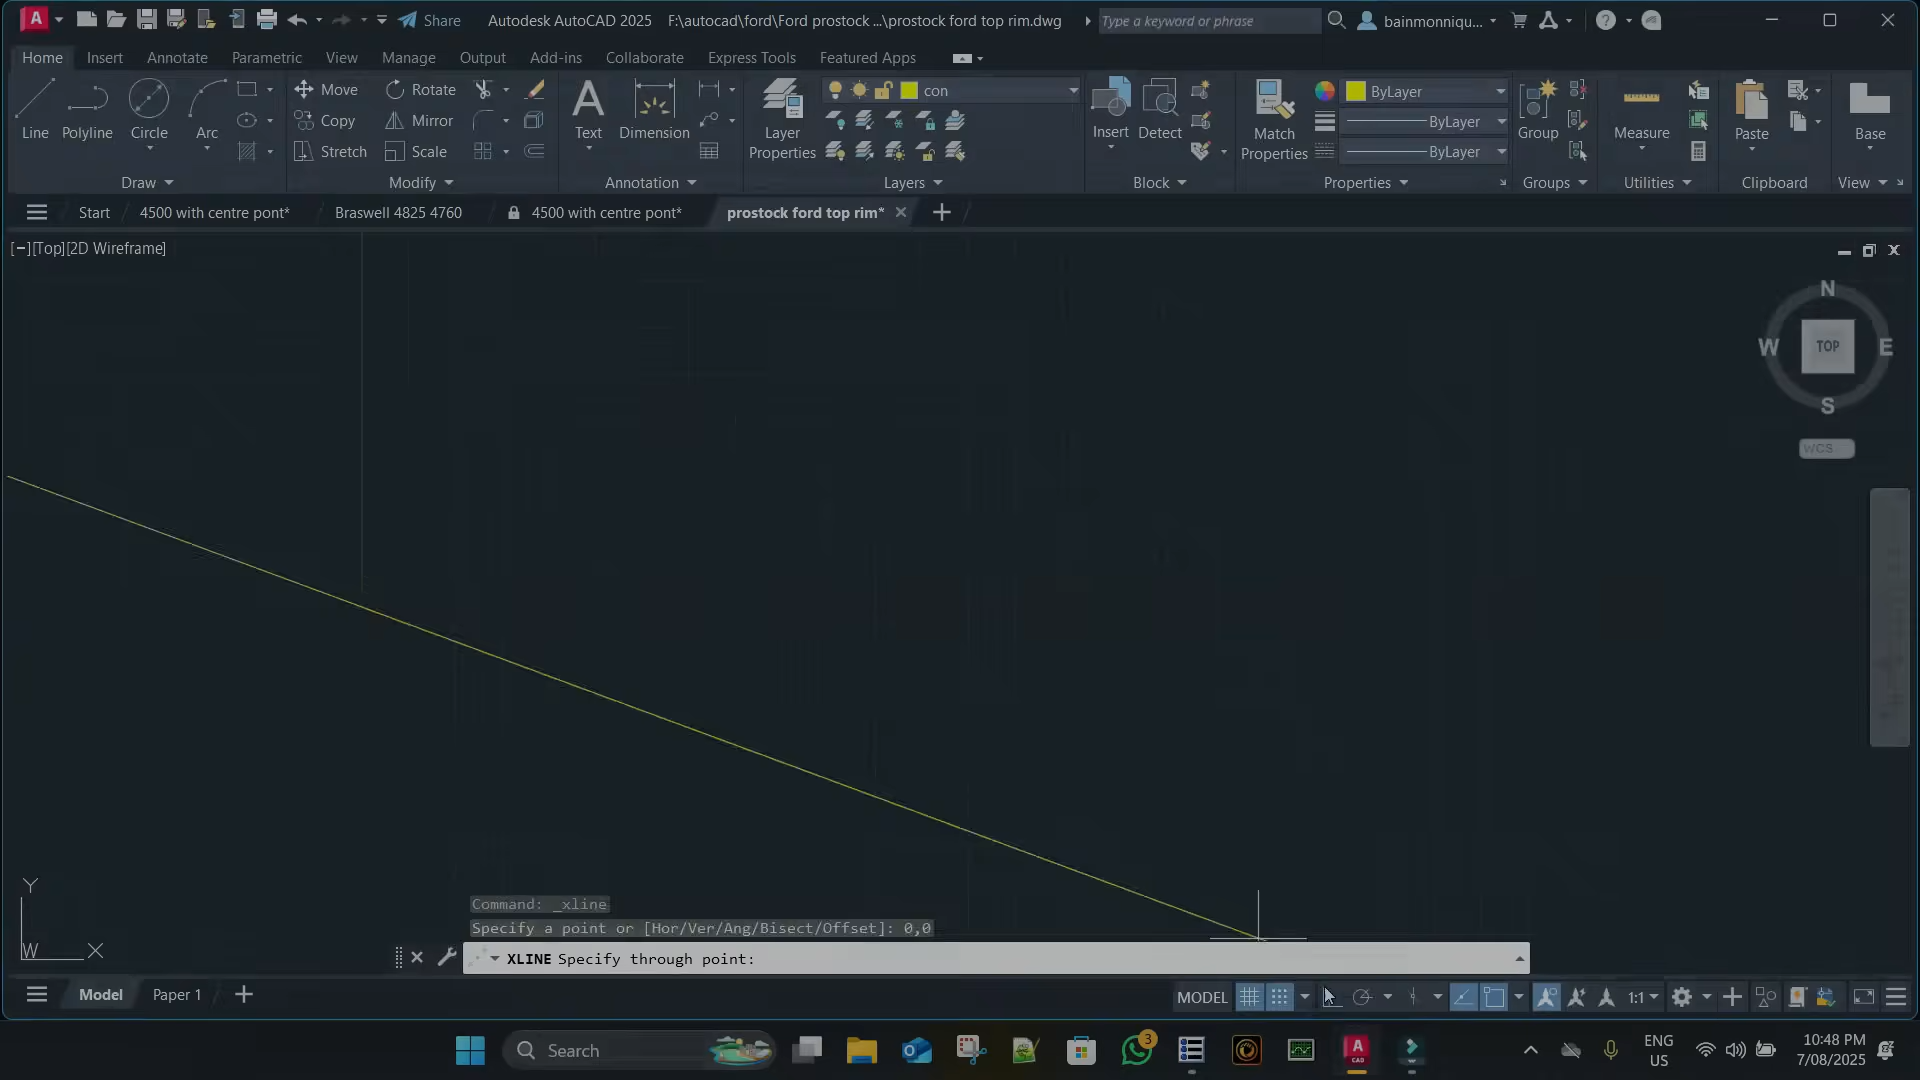 Share
Autodesk AutoCAD 2025 F:\autocad\ford\Ford prostock ...\prostock ford top rim.dwg
Type a keyword or phrase
bainmonniqu...
Home Insert Annotate Parametric View Manage Output Add-ins Collaborate Express Tools Featured Apps
Line Polyline Circle Arc
Move Rotate
Copy Mirror
Stretch Scale
Text Dimension
Layer Properties
con
Insert Detect
Match Properties
ByLayer
ByLayer
ByLayer
Group Measure Paste Base
Draw Modify Annotation Layers Block Properties Groups Utilities Clipboard View
Start 4500 with centre pont* Braswell 4825 4760 4500 with centre pont* prostock ford top rim*
[−][Top][2D Wireframe]
N
W TOP E
S
WCS
Y
W X
Command: _xline
Specify a point or [Hor/Ver/Ang/Bisect/Offset]: 0,0
XLINE Specify through point:
Model Paper 1
MODEL 1:1
Search
3
A CAD
ENG
US
10:48 PM
7/08/2025